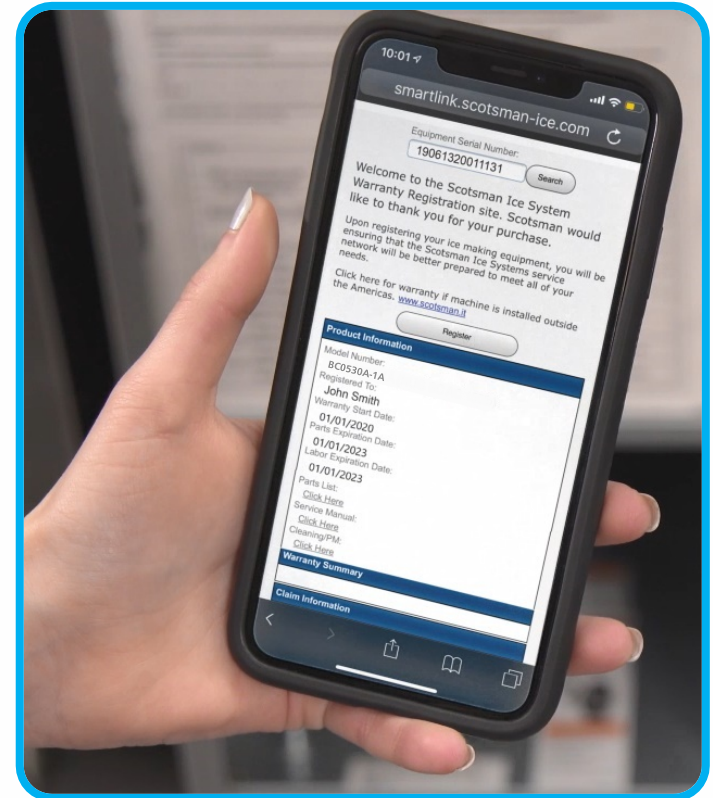 10:01
smartlink.scotsman-ice.com
Equipment Serial Number:
19061320011131
Search
Welcome to the Scotsman Ice System
Warranty Registration site. Scotsman would
like to thank you for your purchase.
Upon registering your ice making equipment, you will be
ensuring that the Scotsman Ice Systems service
network will be better prepared to meet all of your
needs.
Click here for warranty if machine is installed outside
the Americas. www.scotsman.it
Register
Product Information
Model Number:
BC0530A-1A
Registered To:
John Smith
Warranty Start Date:
01/01/2020
Parts Expiration Date:
01/01/2023
Labor Expiration Date:
01/01/2023
Parts List:
Click Here
Service Manual:
Click Here
Cleaning/PM:
Click Here
Warranty Summary
Claim Information